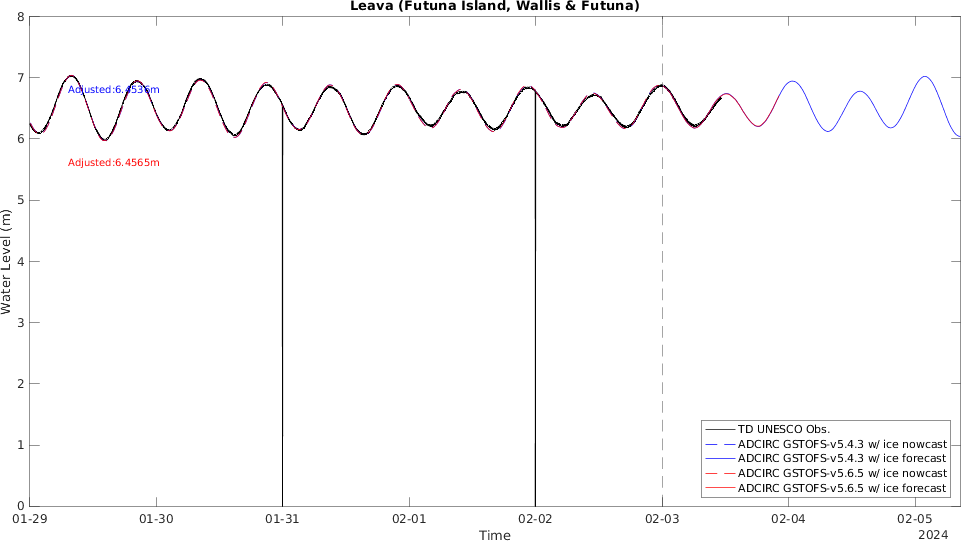 Leava (Futuna Island, Wallis & Futuna)
8
7
6
5
4
3
2
1
0
Water Level (m)
Adjusted:6.4536m
Adjusted:6.4565m
TD UNESCO Obs.
ADCIRC GSTOFS-v5.4.3 w/ ice nowcast
ADCIRC GSTOFS-v5.4.3 w/ ice forecast
ADCIRC GSTOFS-v5.6.5 w/ ice nowcast
ADCIRC GSTOFS-v5.6.5 w/ ice forecast
01-29 01-30 01-31 02-01 02-02 02-03 02-04 02-05
Time
2024